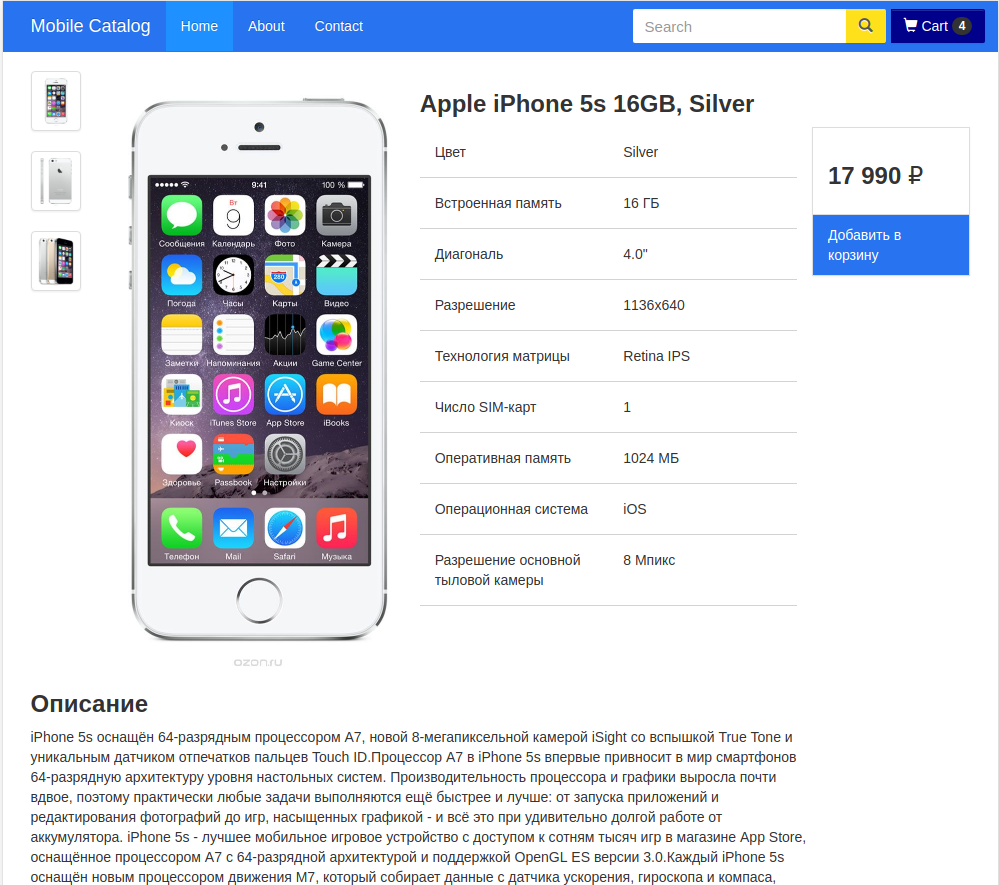 Mobile Catalog Home About Contact Search Cart 4
Apple iPhone 5s 16GB, Silver
Цвет Silver
Встроенная память 16 ГБ
Диагональ 4.0"
Разрешение 1136x640
Технология матрицы Retina IPS
Число SIM-карт 1
Оперативная память 1024 МБ
Операционная система iOS
Разрешение основной
тыловой камеры
8 Мпикс
17 990 ₽
Добавить в
корзину
9:41 100 %
Вт
9
Сообщения Календарь Фото Камера
280
Погода Часы Карты Видео
Заметки Напоминания Акции Game Center
Киоск iTunes Store App Store iBooks
Здоровье Passbook Настройки
Телефон Mail Safari Музыка
ozon.ru
Описание
iPhone 5s оснащён 64-разрядным процессором A7, новой 8-мегапиксельной камерой iSight со вспышкой True Tone и
уникальным датчиком отпечатков пальцев Touch ID.Процессор A7 в iPhone 5s впервые привносит в мир смартфонов
64-разрядную архитектуру уровня настольных систем. Производительность процессора и графики выросла почти
вдвое, поэтому практически любые задачи выполняются ещё быстрее и лучше: от запуска приложений и
редактирования фотографий до игр, насыщенных графикой - и всё это при удивительно долгой работе от
аккумулятора. iPhone 5s - лучшее мобильное игровое устройство с доступом к сотням тысяч игр в магазине App Store,
оснащённое процессором A7 с 64-разрядной архитектурой и поддержкой OpenGL ES версии 3.0.Каждый iPhone 5s
оснащён новым процессором движения M7, который собирает данные с датчика ускорения, гироскопа и компаса,